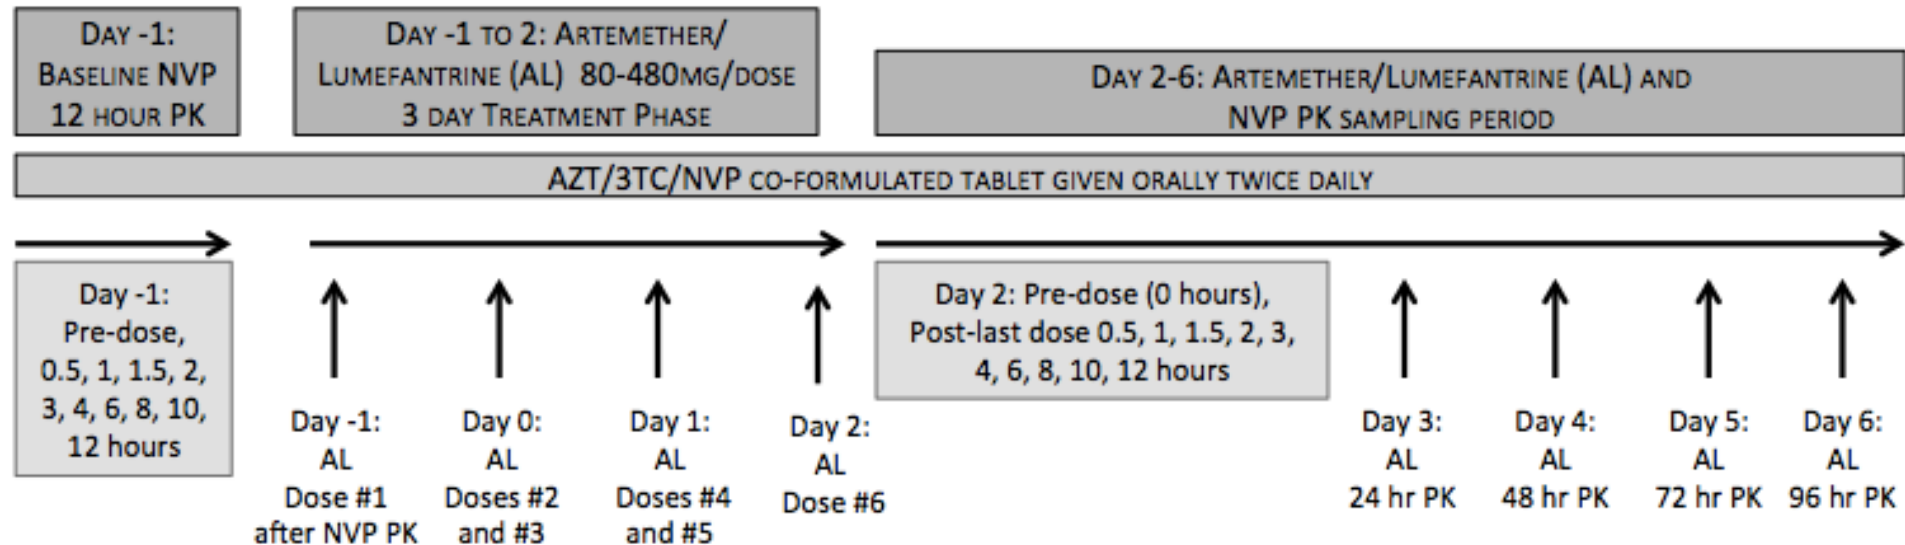 DAY -1:
BASELINE NVP
12 HOUR PK
DAY -1 TO 2: ARTEMETHER/
LUMEFANTRINE (AL) 80-480MG/DOSE
3 DAY TREATMENT PHASE
DAY 2-6: ARTEMETHER/LUMEFANTRINE (AL) AND
NVP PK SAMPLING PERIOD
AZT/3TC/NVP CO-FORMULATED TABLET GIVEN ORALLY TWICE DAILY
Day -1:
Pre-dose,
0.5, 1, 1.5, 2,
3, 4, 6, 8, 10,
12 hours
Day -1:
AL
Dose #1
after NVP PK
Day 0:
AL
Doses #2
and #3
Day 1:
AL
Doses #4
and #5
Day 2:
AL
Dose #6
Day 2: Pre-dose (0 hours),
Post-last dose 0.5, 1, 1.5, 2, 3,
4, 6, 8, 10, 12 hours
Day 3:
AL
24 hr PK
Day 4:
AL
48 hr PK
Day 5:
AL
72 hr PK
Day 6:
AL
96 hr PK